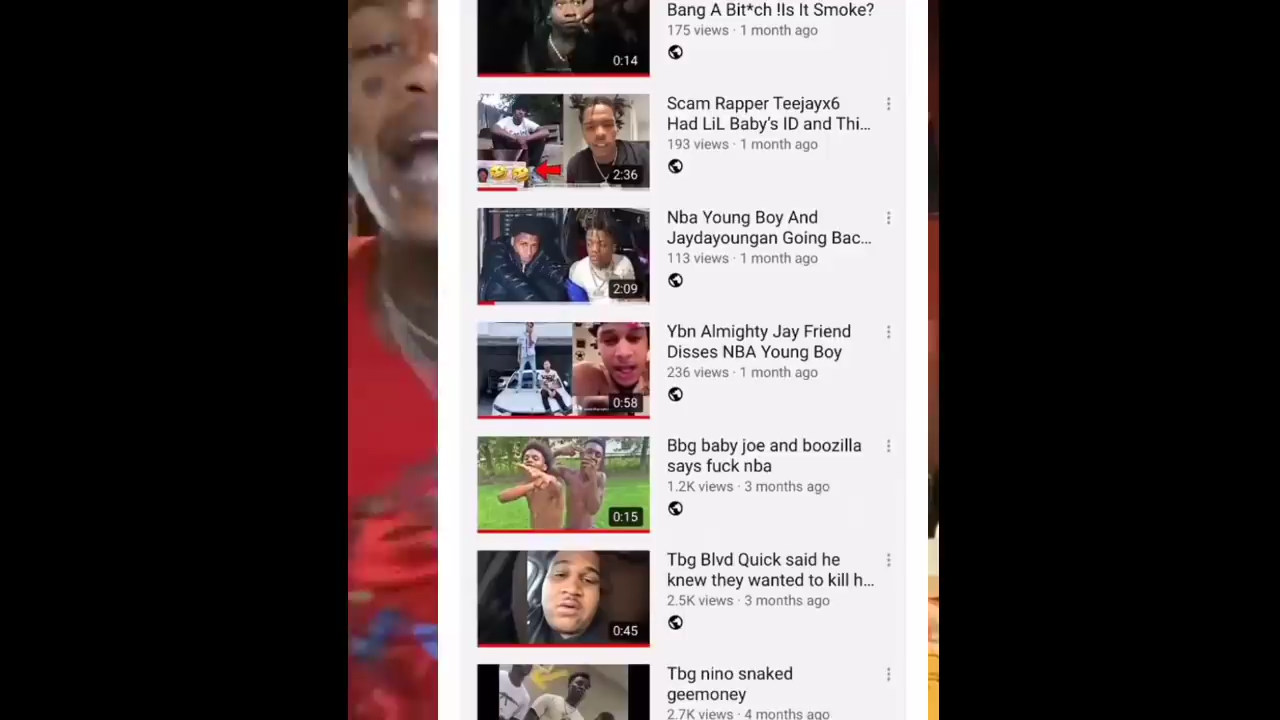 Bang A Bit*ch !Is It Smoke?
175 views · 1 month ago
0:14
Scam Rapper Teejayx6
Had LiL Baby's ID and Thi...
193 views · 1 month ago
2:36
Nba Young Boy And
Jaydayoungan Going Bac...
113 views · 1 month ago
2:09
Ybn Almighty Jay Friend
Disses NBA Young Boy
236 views · 1 month ago
0:58
Bbg baby joe and boozilla
says fuck nba
1.2K views · 3 months ago
0:15
Tbg Blvd Quick said he
knew they wanted to kill h...
2.5K views · 3 months ago
0:45
Tbg nino snaked
geemoney
2.7K views · 4 months ago